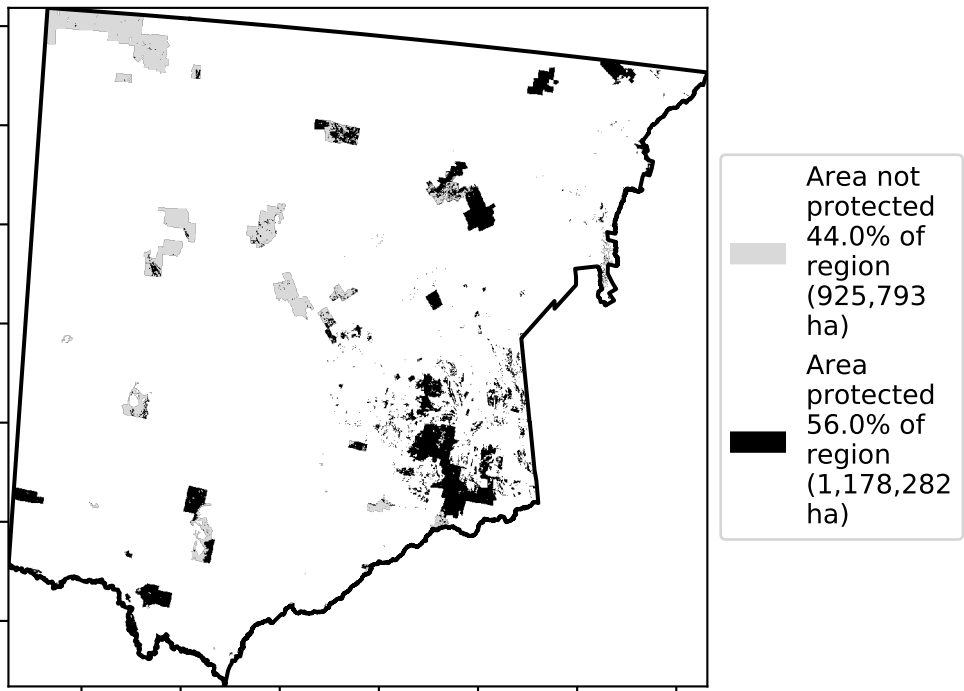 Area not
protected
44.0% of
region
(925,793
ha)
Area
protected
56.0% of
region
(1,178,282
ha)